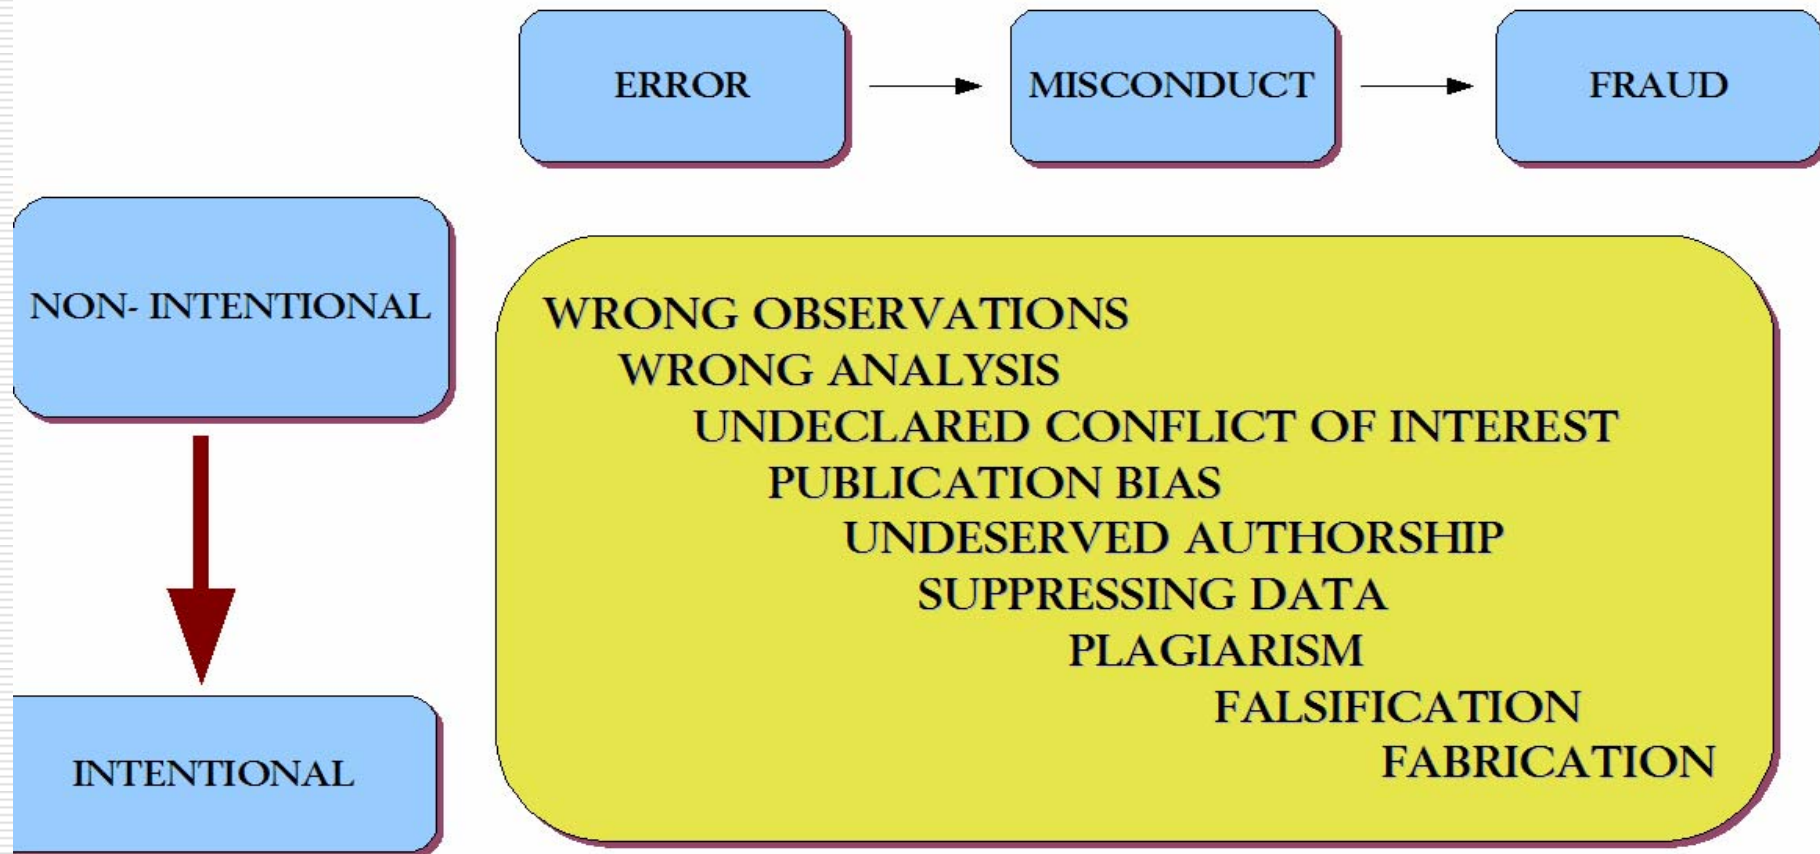 ERROR
MISCONDUCT
FRAUD
NON- INTENTIONAL
WRONG OBSERVATIONS
WRONG ANALYSIS
UNDECLARED CONFLICT OF INTEREST
PUBLICATION BIAS
UNDESERVED AUTHORSHIP
SUPPRESSING DATA
PLAGIARISM
FALSIFICATION
FABRICATION
INTENTIONAL